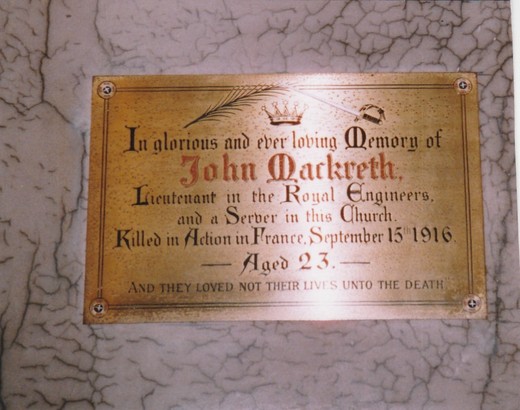 In glorious and ever loving Memory of
John Mackreth,
Lieutenant in the Royal Engineers,
and a Server in this Church.
Killed in Action in France, September 15th 1916.
— Aged 23. —
AND THEY LOVED NOT THEIR LIVES UNTO THE DEATH